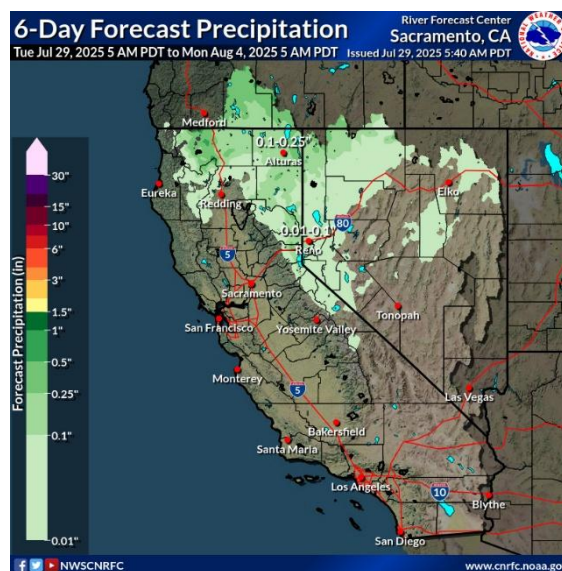 6-Day Forecast Precipitation
Tue Jul 29, 2025 5 AM PDT to Mon Aug 4, 2025 5 AM PDT
River Forecast Center
Sacramento, CA
Issued Jul 29, 2025 5:40 AM PDT
NATIONAL WEATHER SERVICE
Medford
0.1-0.25"
Alturas
Eureka
Redding
Elko
80
0.01-0.1"
Reno
5
Sacramento
Tonopah
San Francisco
Yosemite Valley
Monterey
5
Las Vegas
Bakersfield
Santa Maria
Los Angeles
10
Blythe
San Diego
Forecast Precipitation (in)
30"
15"
10"
6"
3"
1.5"
1"
0.5"
0.25"
0.1"
0.01"
NWSCNRFC
www.cnrfc.noaa.gov